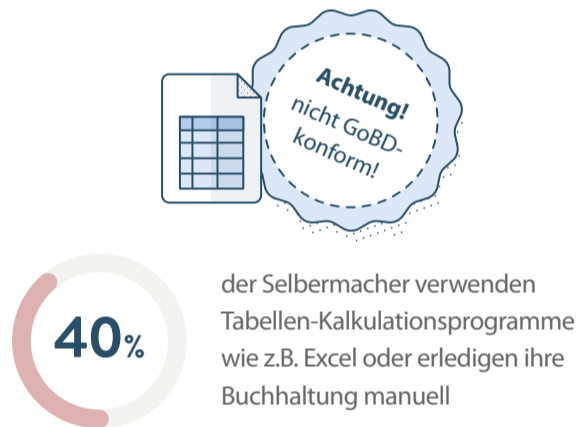 Achtung!
nicht GoBD-
konform!
40%
der Selbermacher verwenden
Tabellen-Kalkulationsprogramme
wie z.B. Excel oder erledigen ihre
Buchhaltung manuell